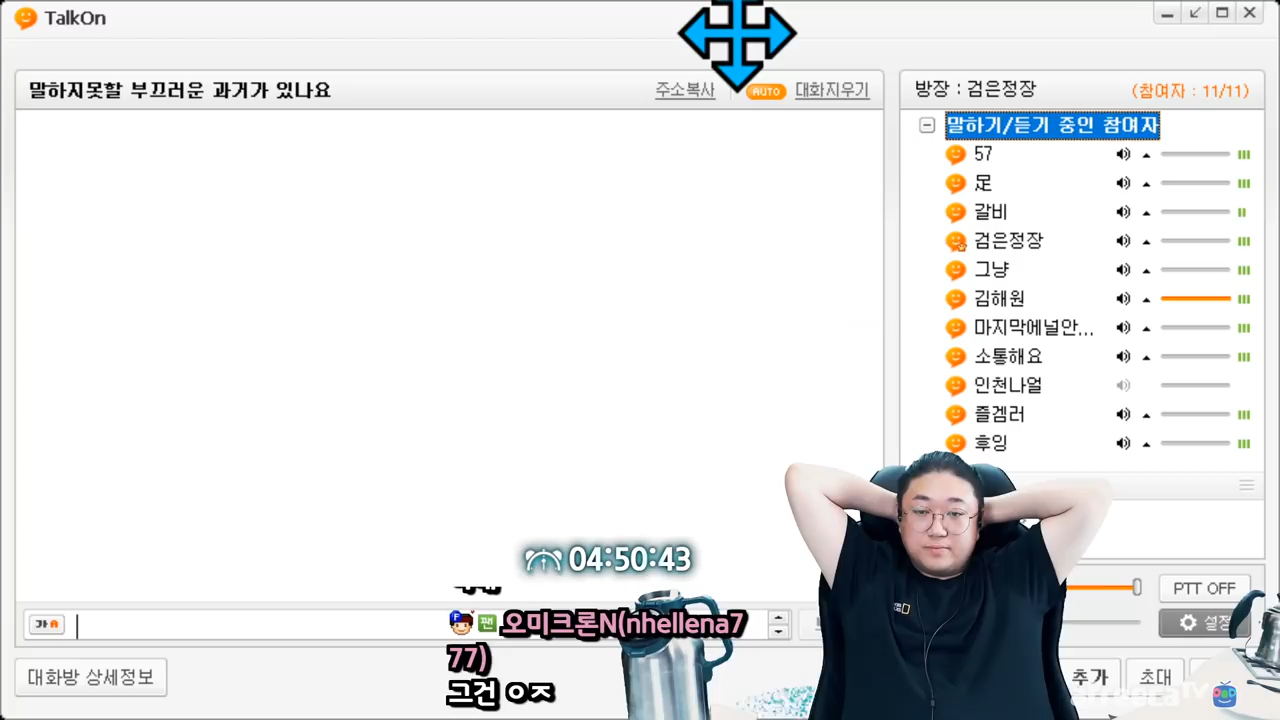 TalkOn
말하지못할 부끄러운 과거가 있나요
주소복사
AUTO
대화지우기
방장 : 검은정장
(참여자 : 11/11)
말하기/듣기 중인 참여자
57
足
갈비
검은정장
그냥
김해원
마지막에널안...
소통해요
인천나얼
즐겜러
후잉
04:50:43
PTT OFF
가
짼 오미크론N(nhellena7
77)
그건 ㅇㅈ
설정
대화방 상세정보
추가
초대